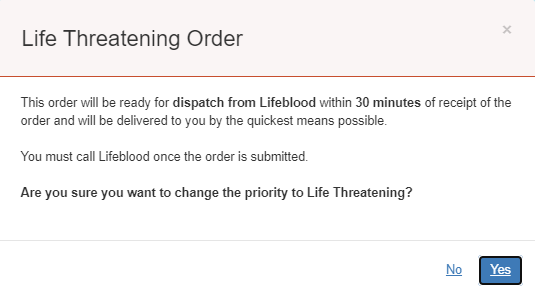 Life Threatening Order
×
This order will be ready for dispatch from Lifeblood within 30 minutes of receipt of the
order and will be delivered to you by the quickest means possible.
You must call Lifeblood once the order is submitted.
Are you sure you want to change the priority to Life Threatening?
No Yes